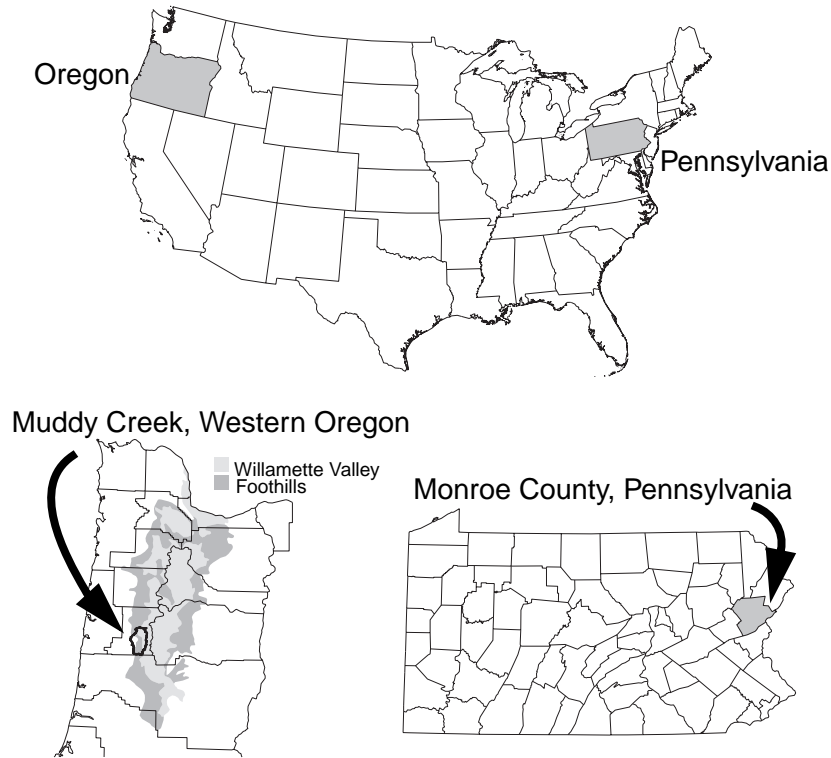 Oregon
Pennsylvania
Muddy Creek, Western Oregon
Willamette Valley
Foothills
Monroe County, Pennsylvania